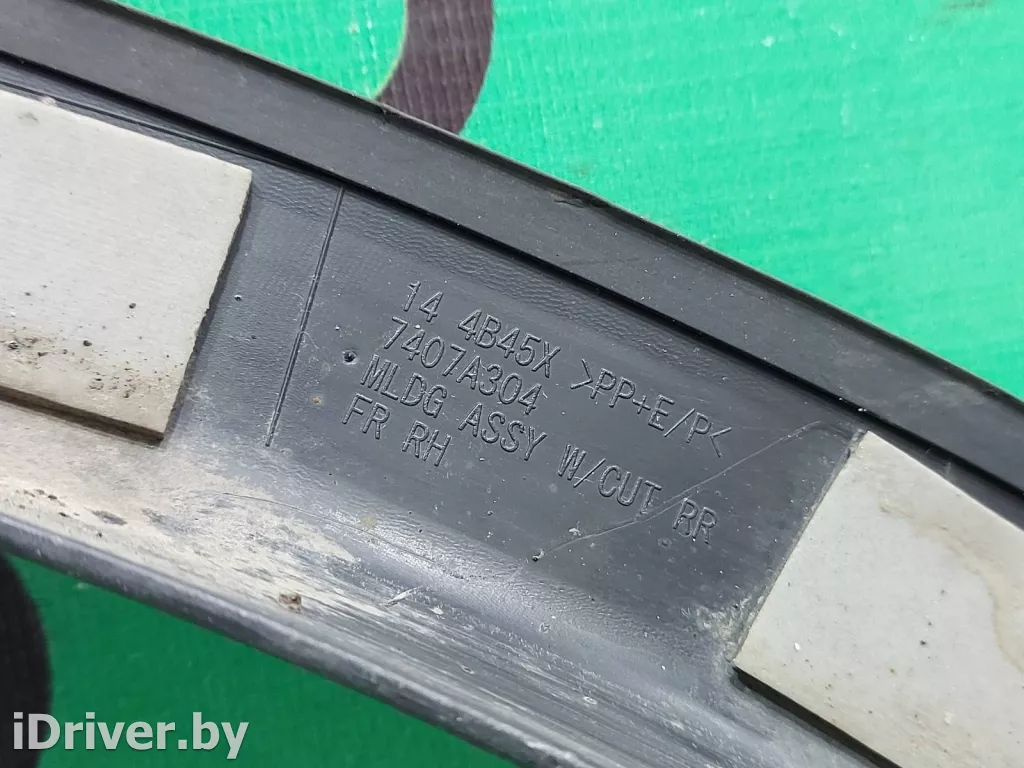 14 4B45X >PP+E/P<
7407A304
MLDG ASSY W/CUT RR
FR RH
iDriver.by